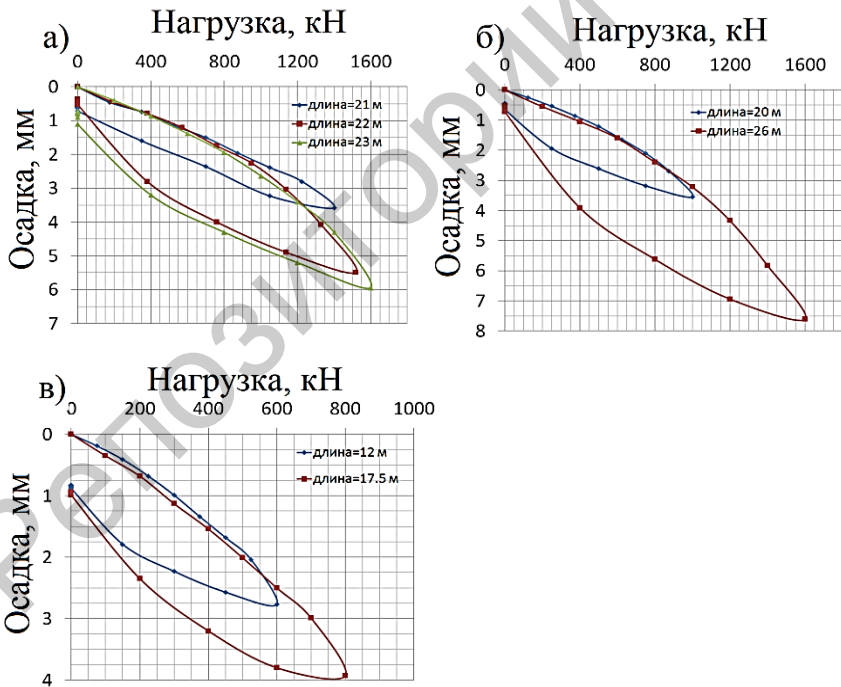 а)
Нагрузка, кН
0 400 800 1200 1600
Осадка, мм
0
1
2
3
4
5
6
7
длина=21 м
длина=22 м
длина=23 м
б)
Нагрузка, кН
0 400 800 1200 1600
Осадка, мм
0
1
2
3
4
5
6
7
8
длина=20 м
длина=26 м
в)
Нагрузка, кН
0 200 400 600 800 1000
Осадка, мм
0
1
2
3
4
длина=12 м
длина=17.5 м
Репозиторий